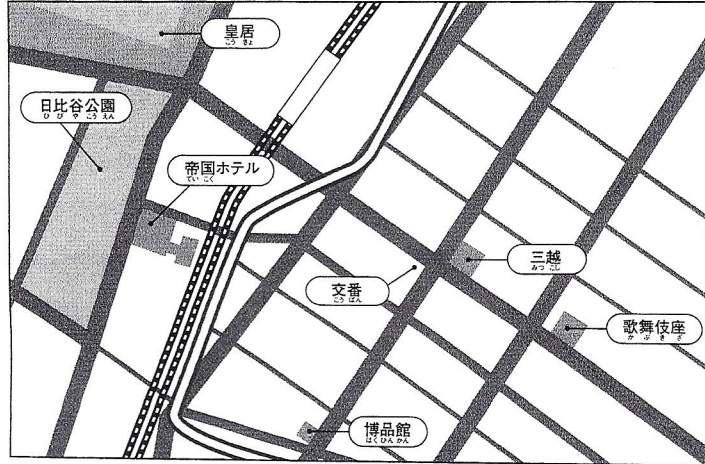 皇居
こうきょ
日比谷公園
ひびやこうえん
帝国ホテル
ていこく
三越
みつこし
交番
こうばん
歌舞伎座
かぶきざ
博品館
はくひんかん